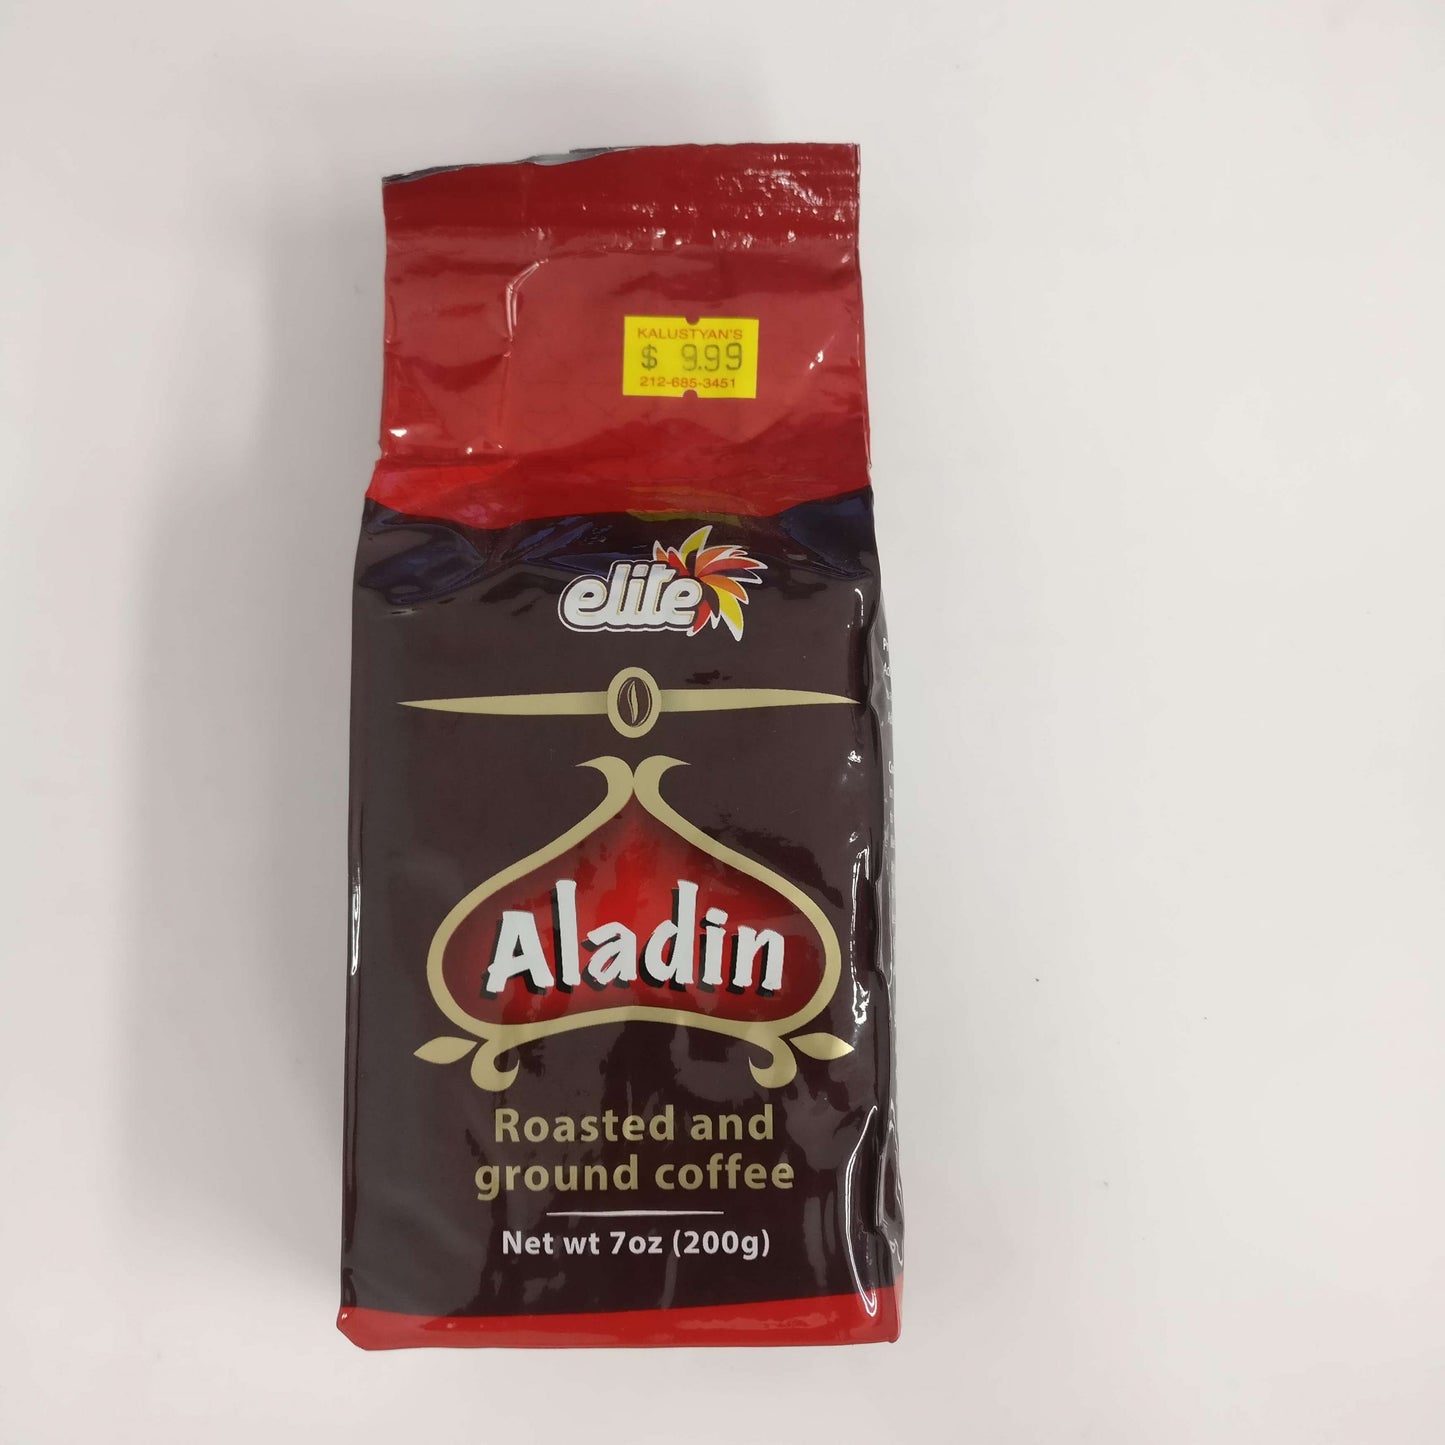 KALUSTYAN'S
$ 9.99
212-685-3451
elite
Aladin
Roasted and
ground coffee
Net wt 7oz (200g)